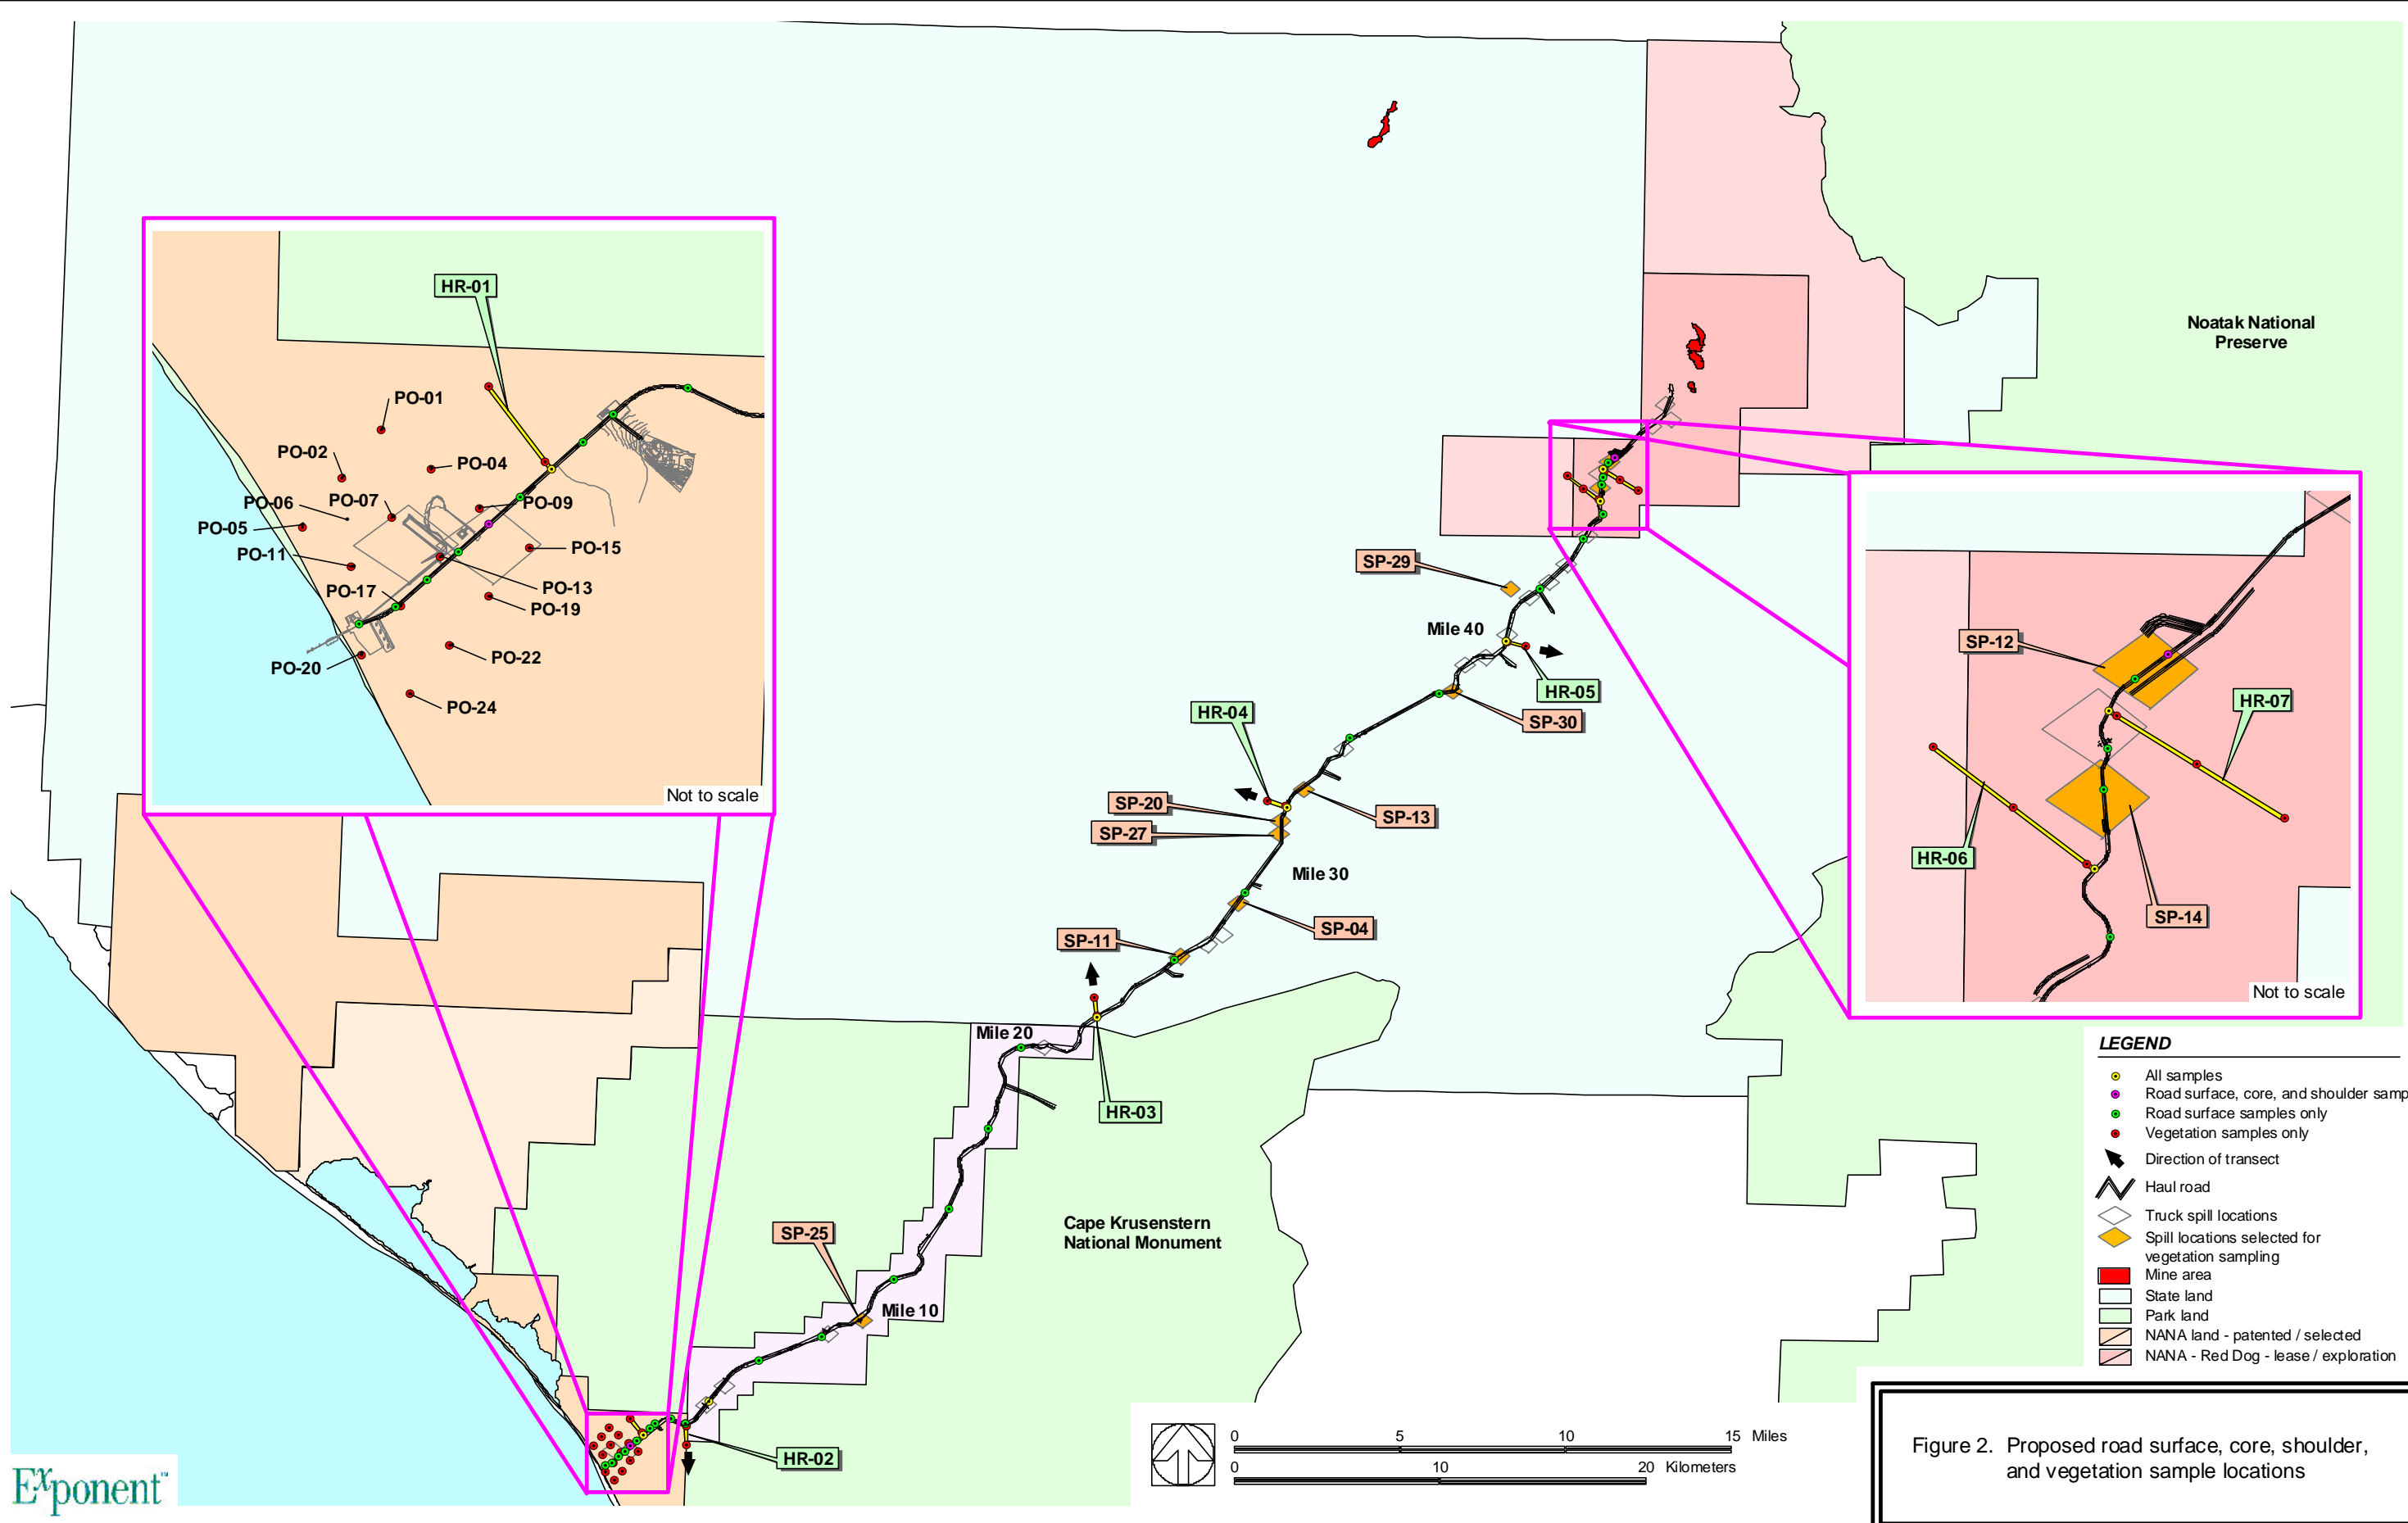 HR-01
PO-01
PO-02
PO-04
PO-06
PO-07
PO-09
PO-05
PO-11
PO-15
PO-13
PO-17
PO-19
PO-20
PO-22
PO-24
Not to scale
Noatak National
Preserve
SP-29
Mile 40
HR-05
SP-30
HR-04
SP-20
SP-13
SP-27
Mile 30
SP-04
SP-11
Mile 20
HR-03
SP-12
HR-07
HR-06
SP-14
Not to scale
Cape Krusenstern
National Monument
SP-25
Mile 10
HR-02
LEGEND
All samples
Road surface, core, and shoulder samp
Road surface samples only
Vegetation samples only
Direction of transect
Haul road
Truck spill locations
Spill locations selected for
vegetation sampling
Mine area
State land
Park land
NANA land - patented / selected
NANA - Red Dog - lease / exploration
0 5 10 15 Miles
0 10 20 Kilometers
Exponent™
Figure 2. Proposed road surface, core, shoulder,
and vegetation sample locations